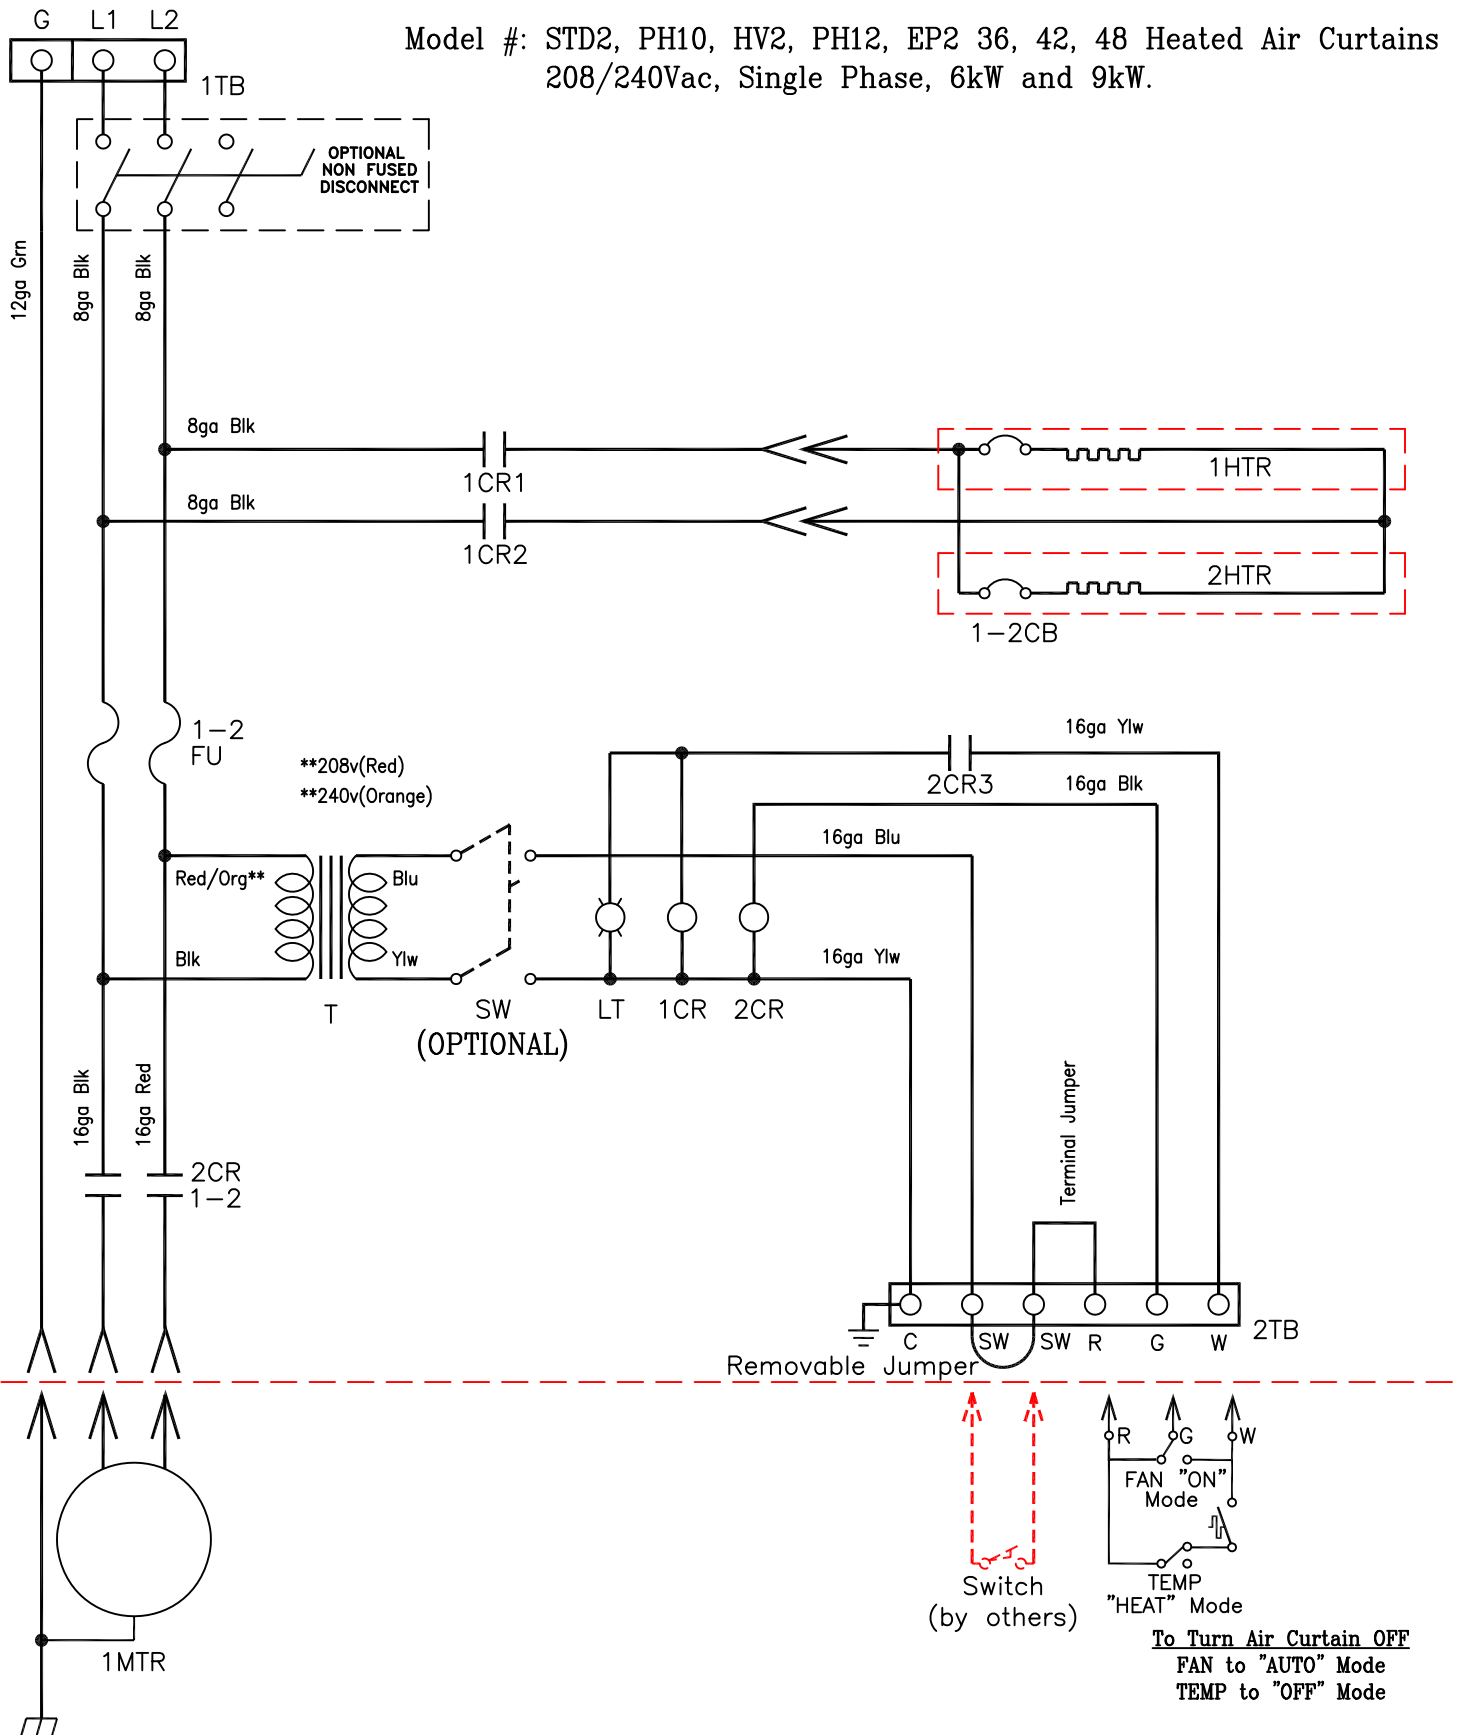 G L1 L2
Model #: STD2, PH10, HV2, PH12, EP2 36, 42, 48 Heated Air Curtains
208/240Vac, Single Phase, 6kW and 9kW.
1TB
OPTIONAL
NON FUSED
DISCONNECT
12ga Grn
8ga Blk
8ga Blk
8ga Blk
1CR1
1HTR
8ga Blk
1CR2
2HTR
1-2CB
1-2
FU
**208v(Red)
**240v(Orange)
16ga Ylw
2CR3
16ga Blk
16ga Blu
Red/Org**
Blu
Blk
Ylw
16ga Ylw
T
SW
(OPTIONAL)
LT
1CR
2CR
16ga Blk
16ga Red
Terminal Jumper
2CR
1-2
2TB
C SW SW R G W
Removable Jumper
R G W
FAN "ON"
Mode
Switch
(by others)
TEMP
"HEAT" Mode
To Turn Air Curtain OFF
FAN to "AUTO" Mode
TEMP to "OFF" Mode
1MTR